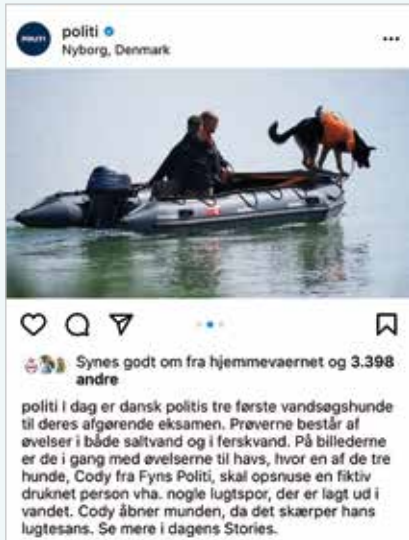 POLITI
politi
Nyborg, Denmark
Synes godt om fra hjemmevaernet og 3.398
andre
politi I dag er dansk politis tre første vandsøgshunde
til deres afgørende eksamen. Prøverne består af
øvelser i både saltvand og i ferskvand. På billederne
er de i gang med øvelserne til havs, hvor en af de tre
hunde, Cody fra Fyns Politi, skal opsnuse en fiktiv
druknet person vha. nogle lugtspor, der er lagt ud i
vandet. Cody åbner munden, da det skærper hans
lugtesans. Se mere i dagens Stories.